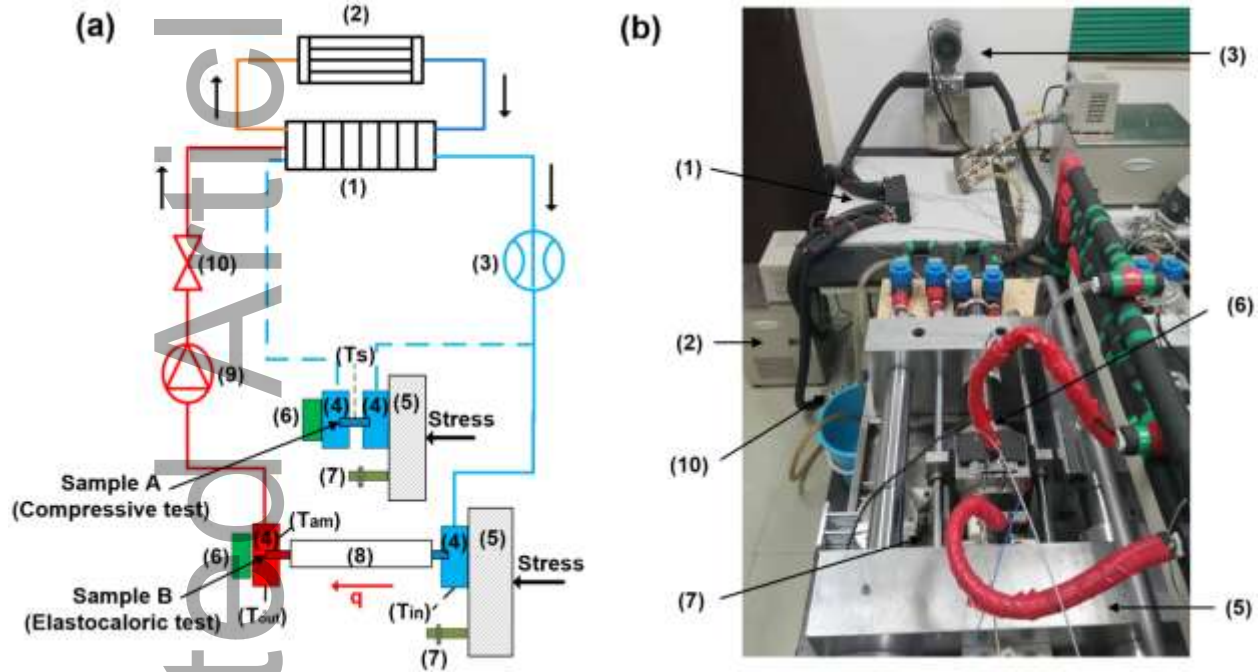 (a)
(2)
(1)
(10)
(3)
(9)
(Ts)
(4)
(4)
(5)
(6)
Stress
(7)
Sample A
(Compressive test)
(Tam)
(4)
(4)
(5)
(6)
(8)
Stress
Sample B
(Elastocaloric test)
q
(Tout)
(Tin)
(7)
(b)
(3)
(1)
(6)
(2)
(10)
(7)
(5)